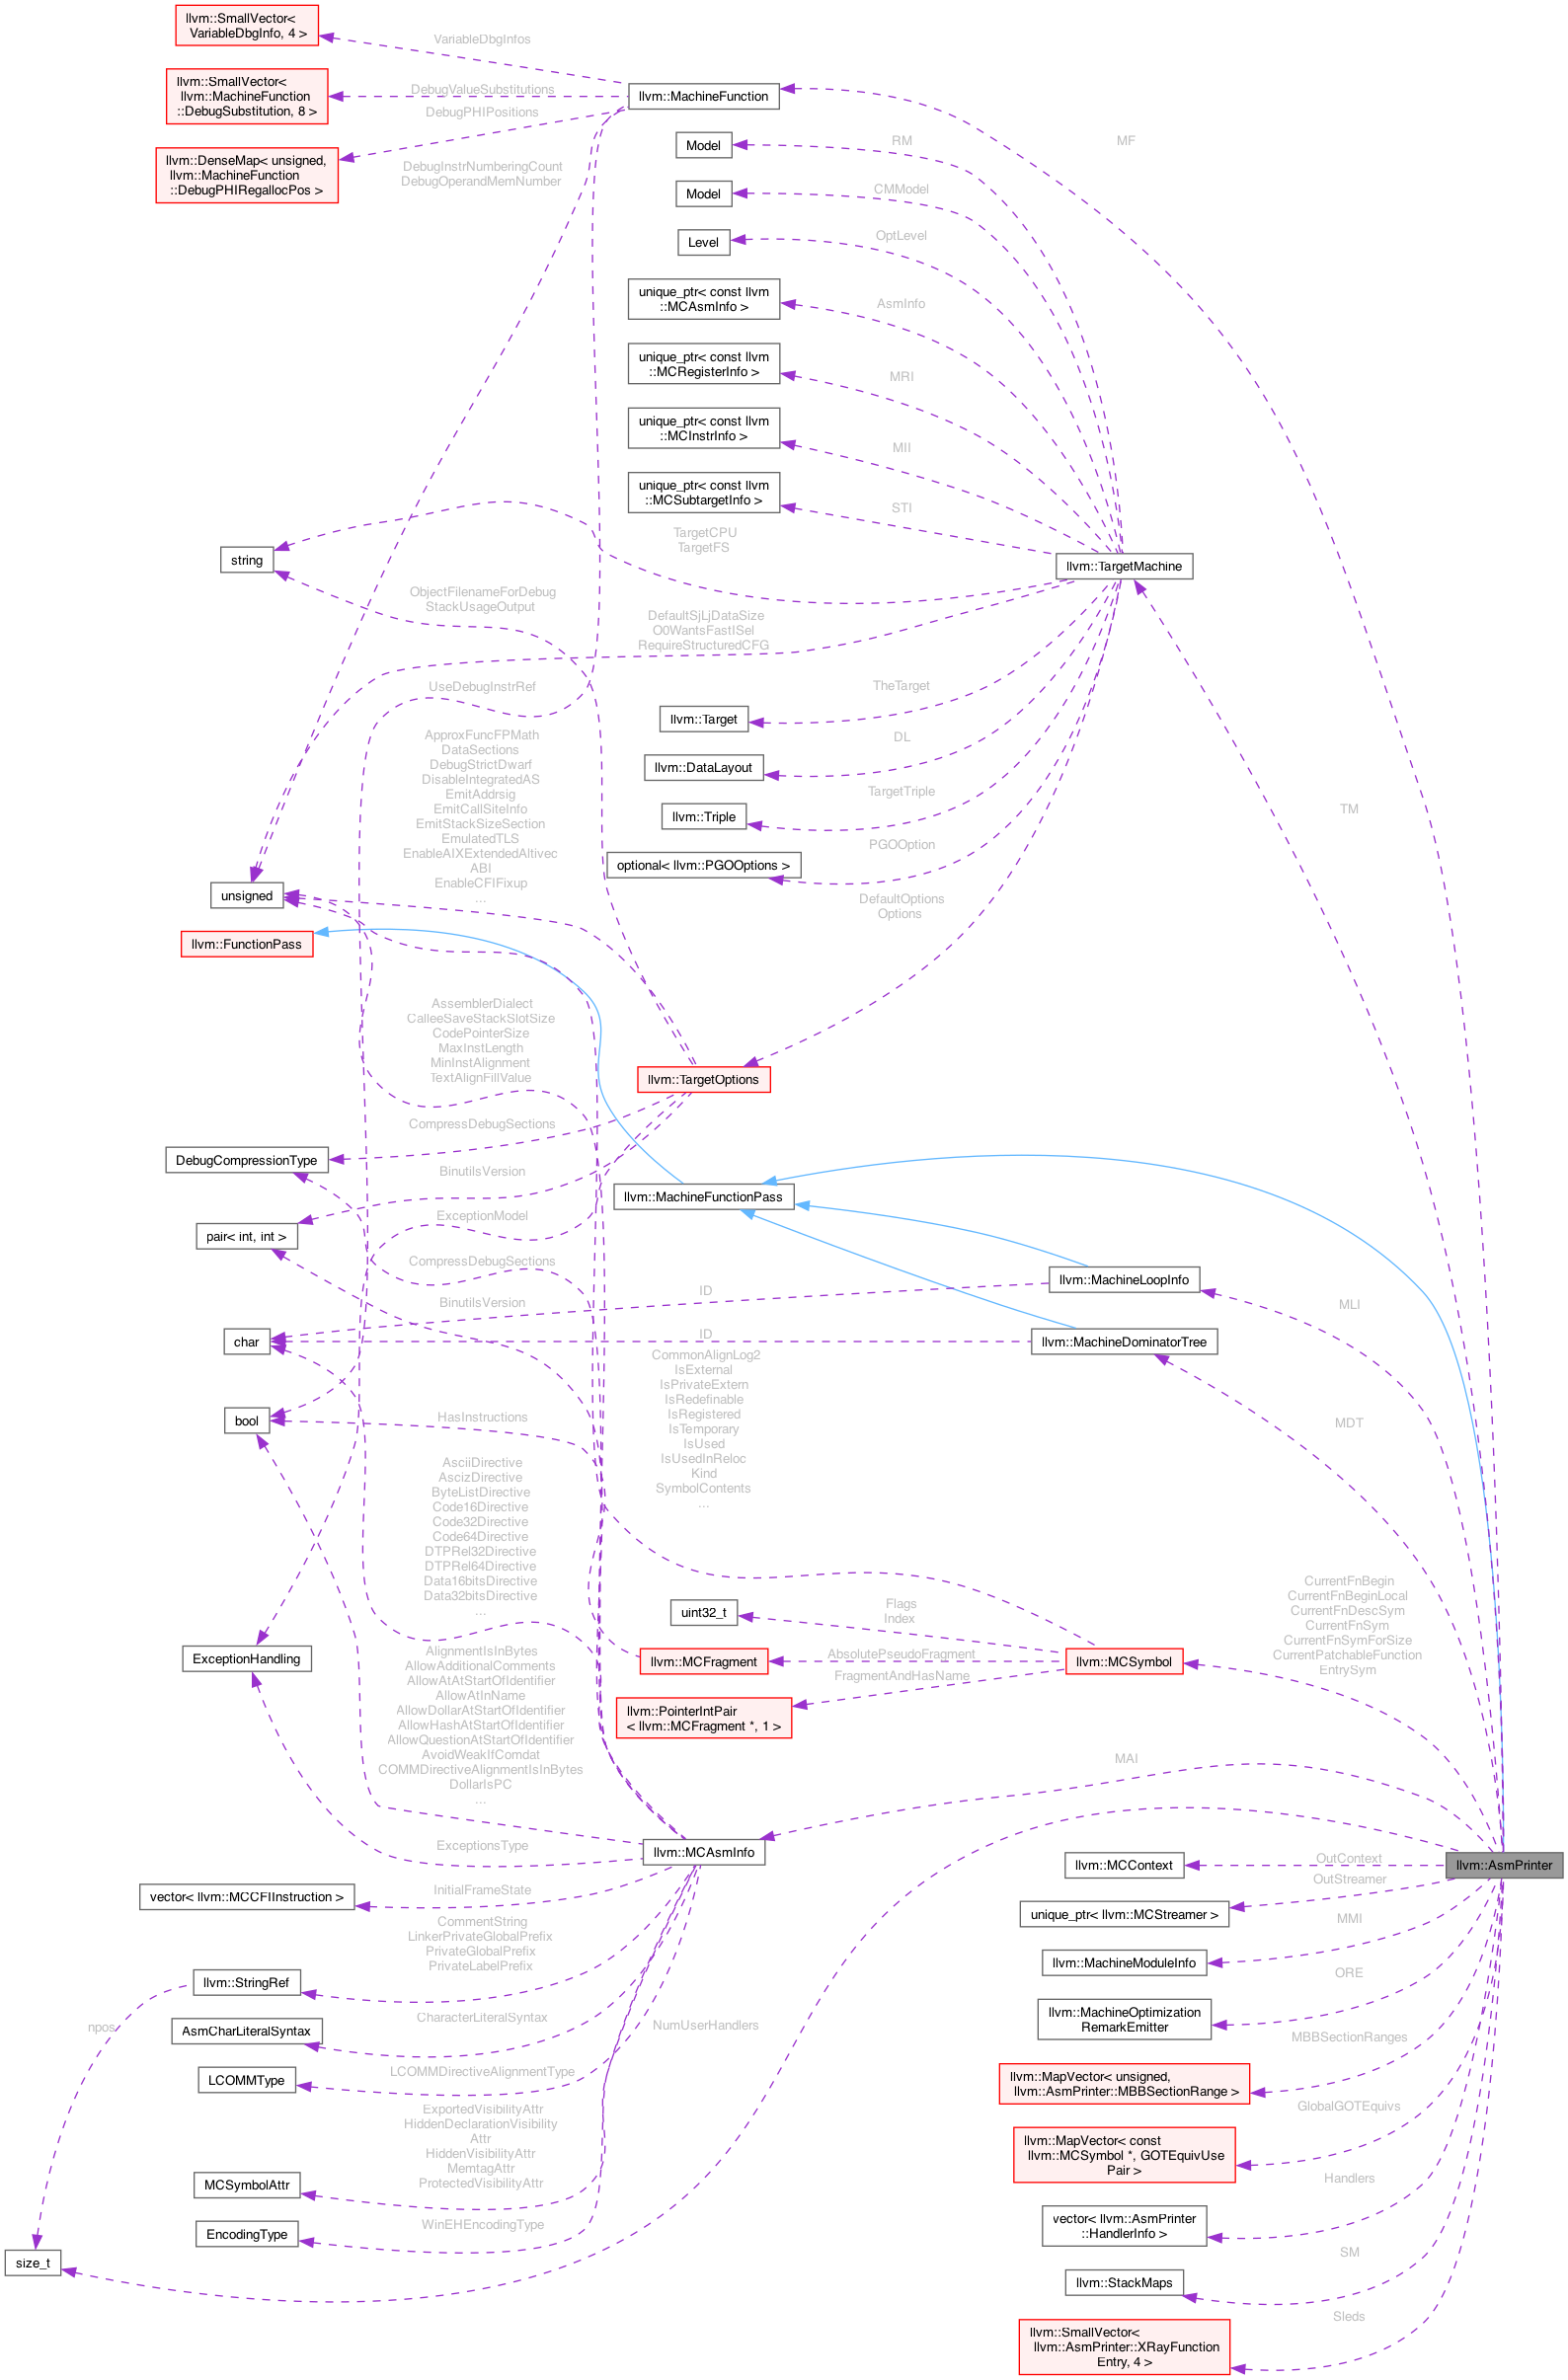 llvm::SmallVector<
VariableDbgInfo, 4 >
VariableDbgInfos
llvm::SmallVector<
llvm::MachineFunction
::DebugSubstitution, 8 >
DebugValueSubstitutions
llvm::MachineFunction
DebugPHIPositions
MF
Model
RM
llvm::DenseMap< unsigned,
llvm::MachineFunction
::DebugPHIRegallocPos >
DebugInstrNumberingCount
DebugOperandMemNumber
Model
CMModel
Level
OptLevel
unique_ptr< const llvm
::MCAsmInfo >
AsmInfo
unique_ptr< const llvm
::MCRegisterInfo >
MRI
unique_ptr< const llvm
::MCInstrInfo >
MII
unique_ptr< const llvm
::MCSubtargetInfo >
STI
string
TargetCPU
TargetFS
llvm::TargetMachine
ObjectFilenameForDebug
StackUsageOutput
DefaultSjLjDataSize
O0WantsFastISel
RequireStructuredCFG
UseDebugInstrRef
TheTarget
llvm::Target
ApproxFuncFPMath
DataSections
DebugStrictDwarf
DisableIntegratedAS
EmitAddrsig
EmitCallSiteInfo
EmitStackSizeSection
EmulatedTLS
EnableAIXExtendedAltivec
ABI
EnableCFIFixup
...
DL
llvm::DataLayout
TargetTriple
llvm::Triple
TM
PGOOption
optional< llvm::PGOOptions >
unsigned
DefaultOptions
Options
llvm::FunctionPass
AssemblerDialect
CalleeSaveStackSlotSize
CodePointerSize
MaxInstLength
MinInstAlignment
TextAlignFillValue
llvm::TargetOptions
CompressDebugSections
DebugCompressionType
BinutilsVersion
llvm::MachineFunctionPass
ExceptionModel
pair< int, int >
CompressDebugSections
llvm::MachineLoopInfo
ID
BinutilsVersion
MLI
char
ID
llvm::MachineDominatorTree
CommonAlignLog2
IsExternal
IsPrivateExtern
IsRedefinable
IsRegistered
IsTemporary
IsUsed
IsUsedInReloc
Kind
SymbolContents
...
bool
HasInstructions
MDT
AsciiDirective
AscizDirective
ByteListDirective
Code16Directive
Code32Directive
Code64Directive
DTPRel32Directive
DTPRel64Directive
Data16bitsDirective
Data32bitsDirective
...
CurrentFnBegin
CurrentFnBeginLocal
CurrentFnDescSym
CurrentFnSym
CurrentFnSymForSize
CurrentPatchableFunction
EntrySym
uint32_t
Flags
Index
ExceptionHandling
llvm::MCFragment
AbsolutePseudoFragment
llvm::MCSymbol
FragmentAndHasName
llvm::PointerIntPair
< llvm::MCFragment *, 1 >
AlignmentIsInBytes
AllowAdditionalComments
AllowAtAtStartOfIdentifier
AllowAtInName
AllowDollarAtStartOfIdentifier
AllowHashAtStartOfIdentifier
AllowQuestionAtStartOfIdentifier
AvoidWeakIfComdat
COMMDirectiveAlignmentIsInBytes
DollarIsPC
...
MAI
ExceptionsType
llvm::MCAsmInfo
llvm::MCContext
OutContext
llvm::AsmPrinter
OutStreamer
vector< llvm::MCCFIInstruction >
InitialFrameState
unique_ptr< llvm::MCStreamer >
MMI
CommentString
LinkerPrivateGlobalPrefix
PrivateGlobalPrefix
PrivateLabelPrefix
llvm::MachineModuleInfo
ORE
llvm::StringRef
llvm::MachineOptimization
RemarkEmitter
npos
AsmCharLiteralSyntax
CharacterLiteralSyntax
NumUserHandlers
MBBSectionRanges
LCOMMType
LCOMMDirectiveAlignmentType
llvm::MapVector< unsigned,
llvm::AsmPrinter::MBBSectionRange >
GlobalGOTEquivs
ExportedVisibilityAttr
HiddenDeclarationVisibility
Attr
HiddenVisibilityAttr
MemtagAttr
ProtectedVisibilityAttr
llvm::MapVector< const
llvm::MCSymbol *, GOTEquivUse
Pair >
MCSymbolAttr
Handlers
WinEHEncodingType
EncodingType
vector< llvm::AsmPrinter
::HandlerInfo >
SM
size_t
llvm::StackMaps
Sleds
llvm::SmallVector<
llvm::AsmPrinter::XRayFunction
Entry, 4 >